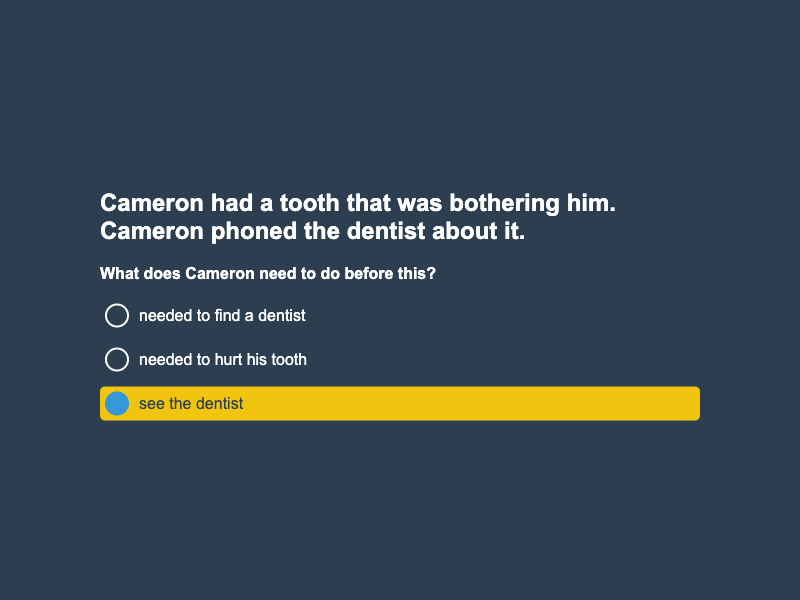 Cameron had a tooth that was bothering him.
Cameron phoned the dentist about it.
What does Cameron need to do before this?
needed to find a dentist
needed to hurt his tooth
see the dentist